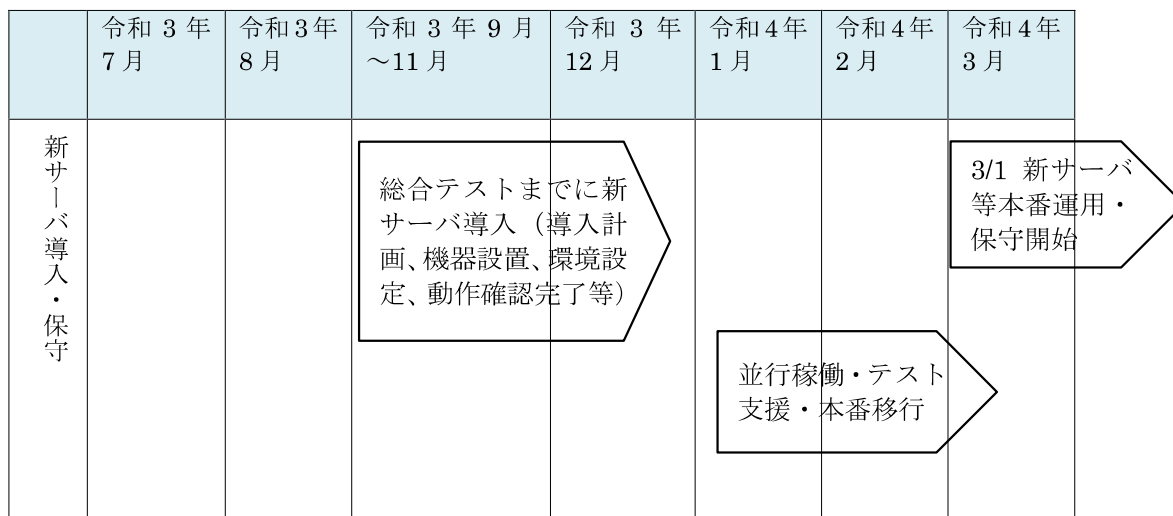 令和 3 年
7 月
令和3年
8 月
令和 3 年 9 月
～11 月
令和 3 年
12 月
令和4年
1 月
令和4年
2 月
令和4年
3 月
新サーバ導入・保守
総合テストまでに新
サーバ導入（導入計
画、機器設置、環境設
定、動作確認完了等）
3/1 新サーバ
等本番運用・
保守開始
並行稼働・テスト
支援・本番移行